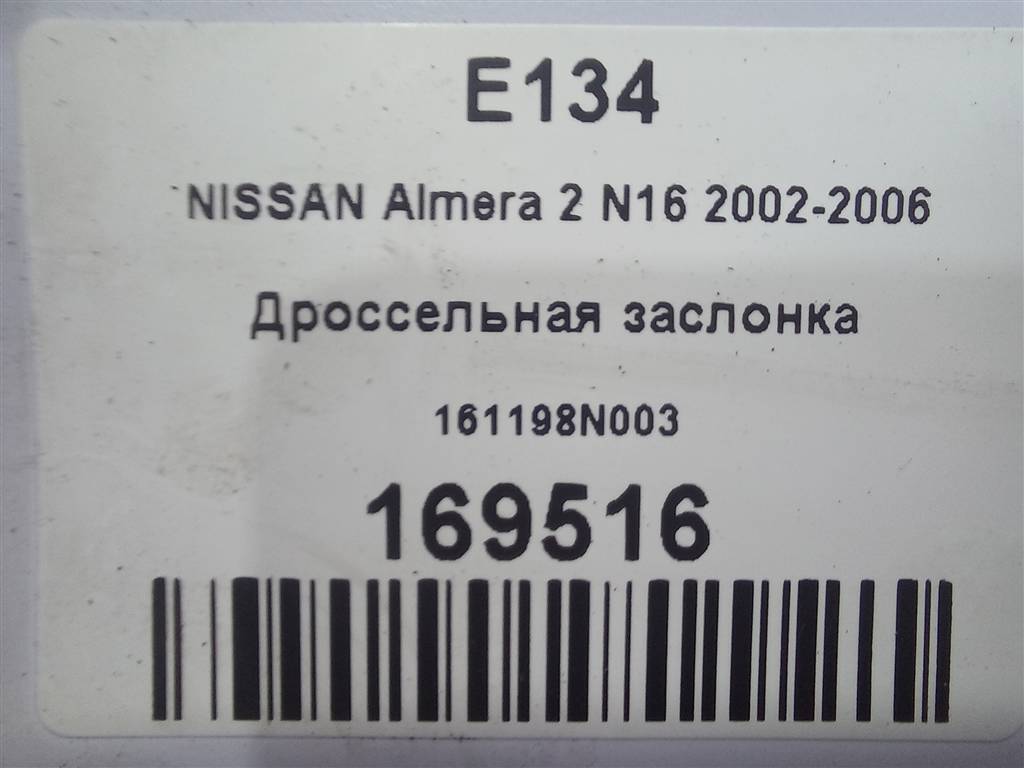 E134
NISSAN Almera 2 N16 2002-2006
Дроссельная заслонка
161198N003
169516